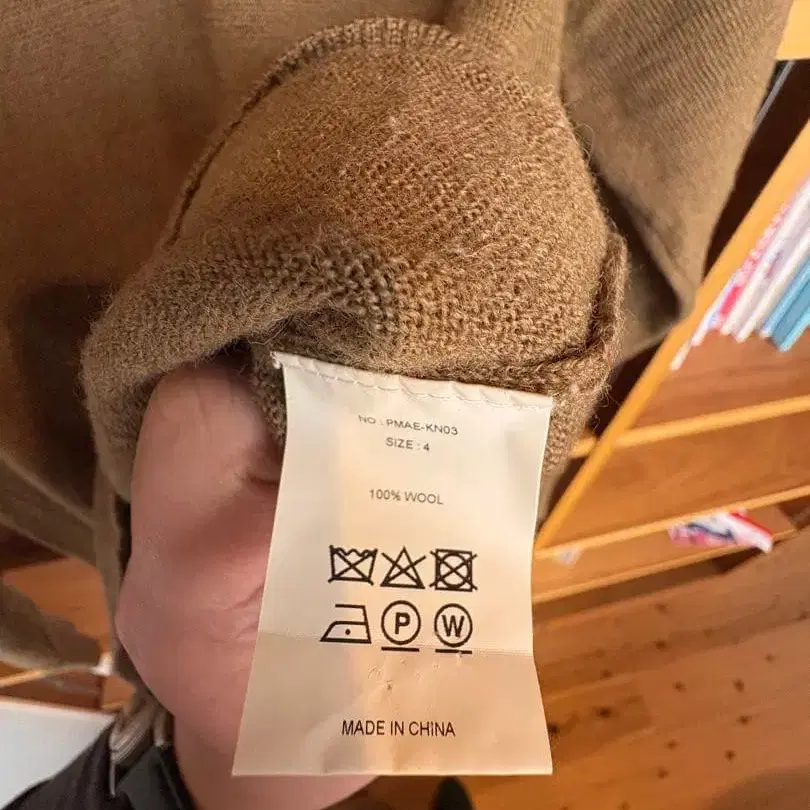 NO : PMAE-KN03
SIZE : 4
100% WOOL
P W
MADE IN CHINA